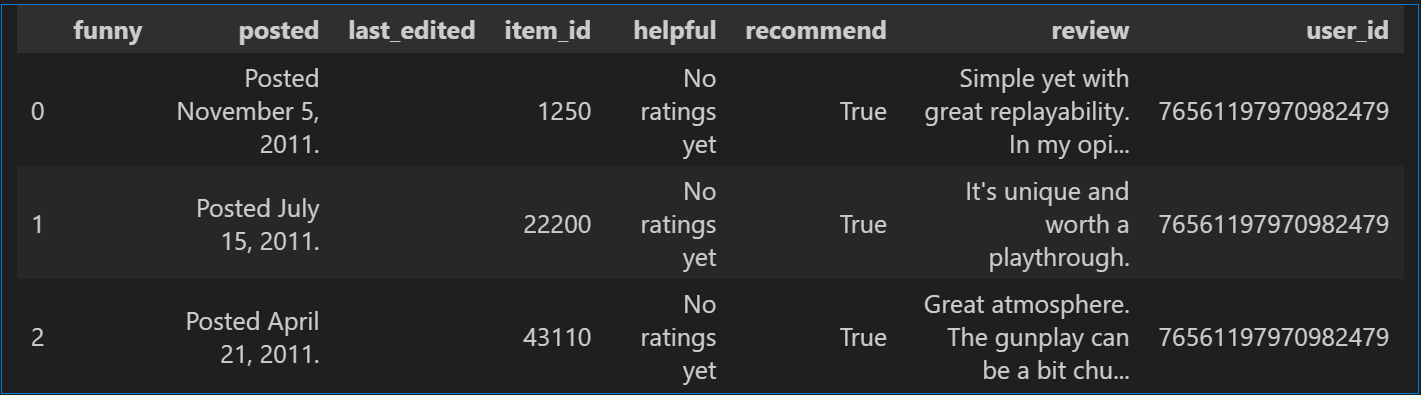 funny posted last_edited item_id helpful recommend review user_id
0 Posted November 5, 2011. 1250 No ratings yet True Simple yet with great replayability. In my opi... 76561197970982479
1 Posted July 15, 2011. 22200 No ratings yet True It's unique and worth a playthrough. 76561197970982479
2 Posted April 21, 2011. 43110 No ratings yet True Great atmosphere. The gunplay can be a bit chu... 76561197970982479